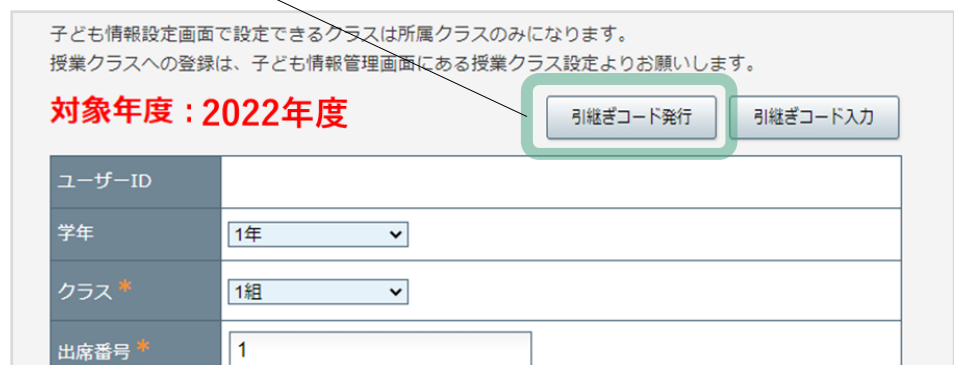 子ども情報設定画面で設定できるクラスは所属クラスのみになります。
授業クラスへの登録は、子ども情報管理画面にある授業クラス設定よりお願いします。
対象年度：2022年度
引継ぎコード発行 引継ぎコード入力
ユーザーID
学年 1年
クラス* 1組
出席番号* 1